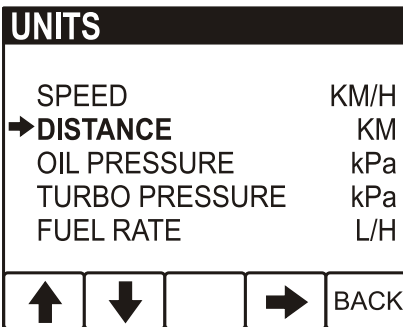 UNITS
SPEED KM/H
➔DISTANCE KM
OIL PRESSURE kPa
TURBO PRESSURE kPa
FUEL RATE L/H
BACK